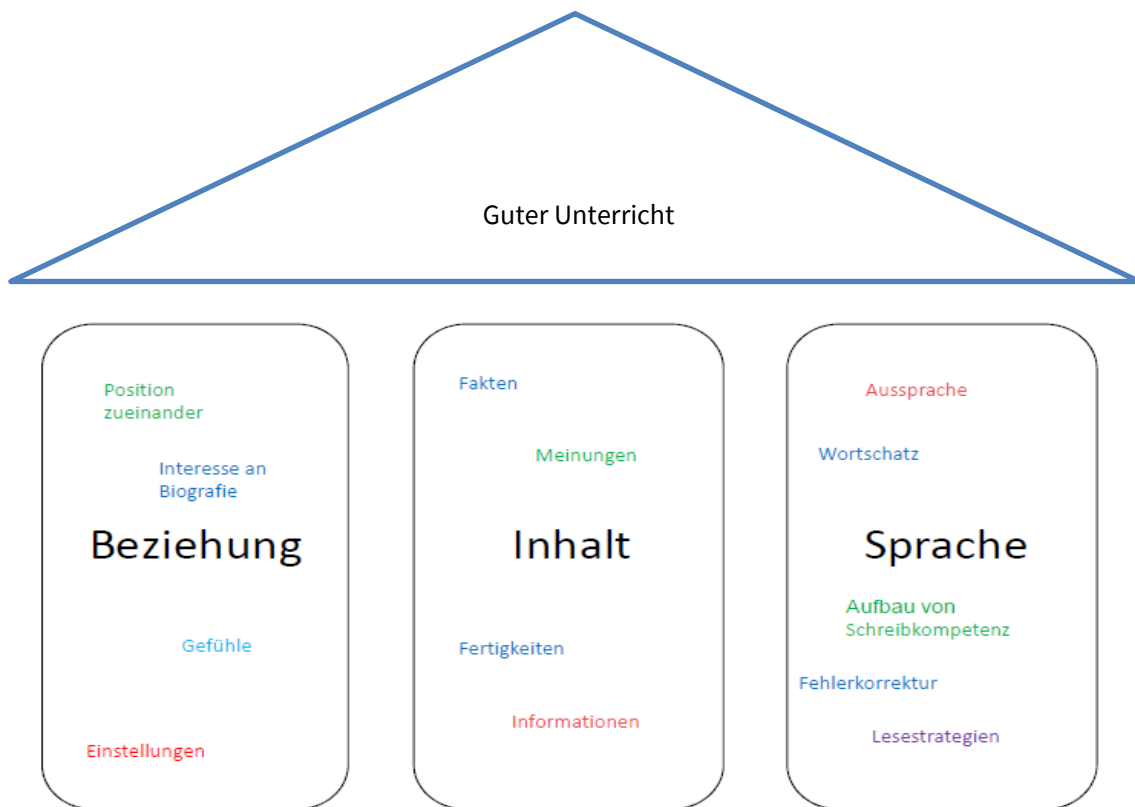 Guter Unterricht
Position
zueinander
Interesse an
Biografie
Beziehung
Gefühle
Einstellungen
Fakten
Meinungen
Inhalt
Fertigkeiten
Informationen
Aussprache
Wortschatz
Sprache
Aufbau von
Schreibkompetenz
Fehlerkorrektur
Lesestrategien